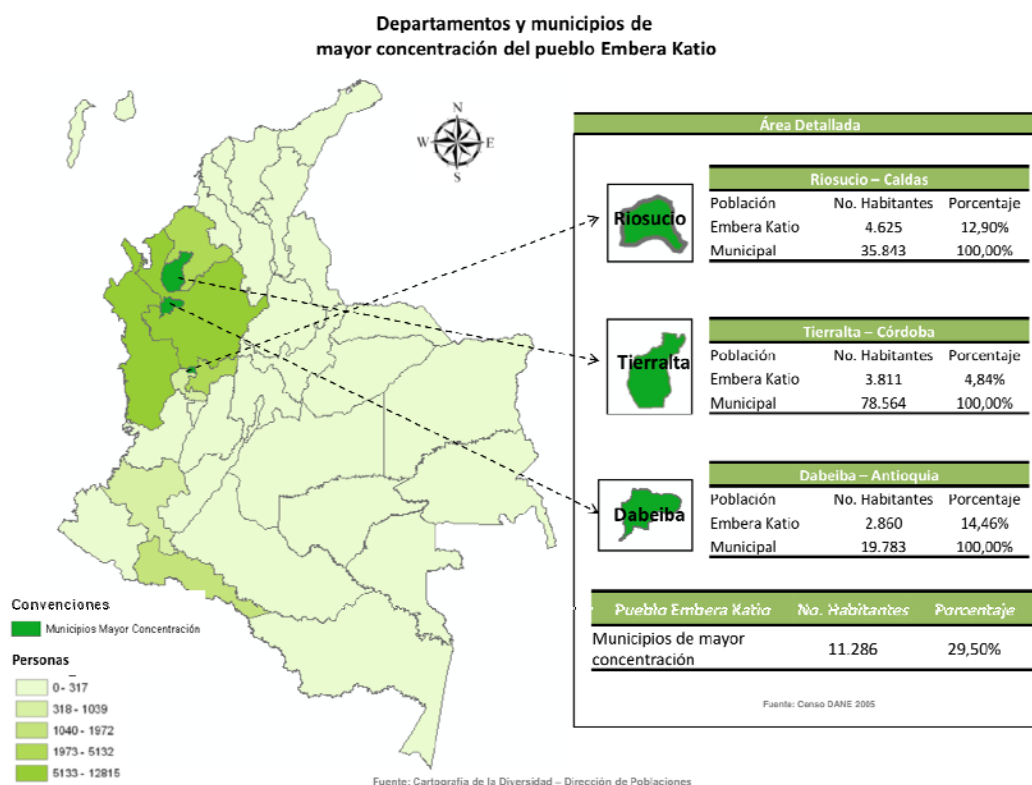 Departamentos y municipios de
mayor concentración del pueblo Embera Katio
N
W E
S
Área Detallada
Riosucio
Riosucio – Caldas
Población No. Habitantes Porcentaje
Embera Katio 4.625 12,90%
Municipal 35.843 100,00%
Tierralta
Tierralta – Córdoba
Población No. Habitantes Porcentaje
Embera Katio 3.811 4,84%
Municipal 78.564 100,00%
Dabeiba
Dabeiba – Antioquia
Población No. Habitantes Porcentaje
Embera Katio 2.860 14,46%
Municipal 19.783 100,00%
Pueblo Embera Katio No. Habitantes Porcentaje
Municipios de mayor
concentración 11.286 29,50%
Fuente: Censo DANE 2005
Convenciones
Municipios Mayor Concentración
Personas
0 - 317
318 - 1039
1040 - 1972
1973 - 5132
5133 - 12815
Fuente: Cartografía de la Diversidad – Dirección de Poblaciones